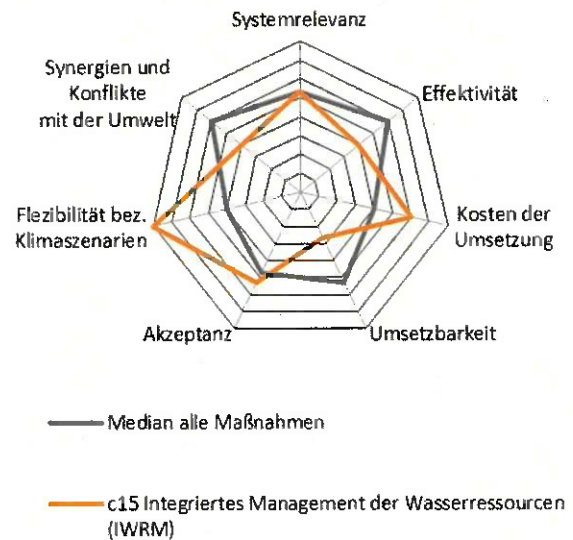 Systemrelevanz
Synergien und
Konflikte
mit der Umwelt
Effektivität
Flezibilität bez.
Klimaszenarien
Kosten der
Umsetzung
Akzeptanz
Umsetzbarkeit
Median alle Maßnahmen
c15 Integriertes Management der Wasserressourcen
(IWRM)